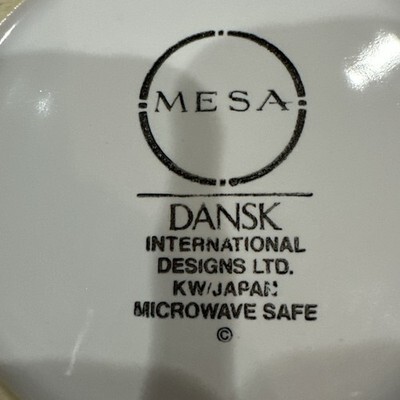 MESA
DANSK
INTERNATIONAL
DESIGNS LTD.
KW/JAPAN
MICROWAVE SAFE
©